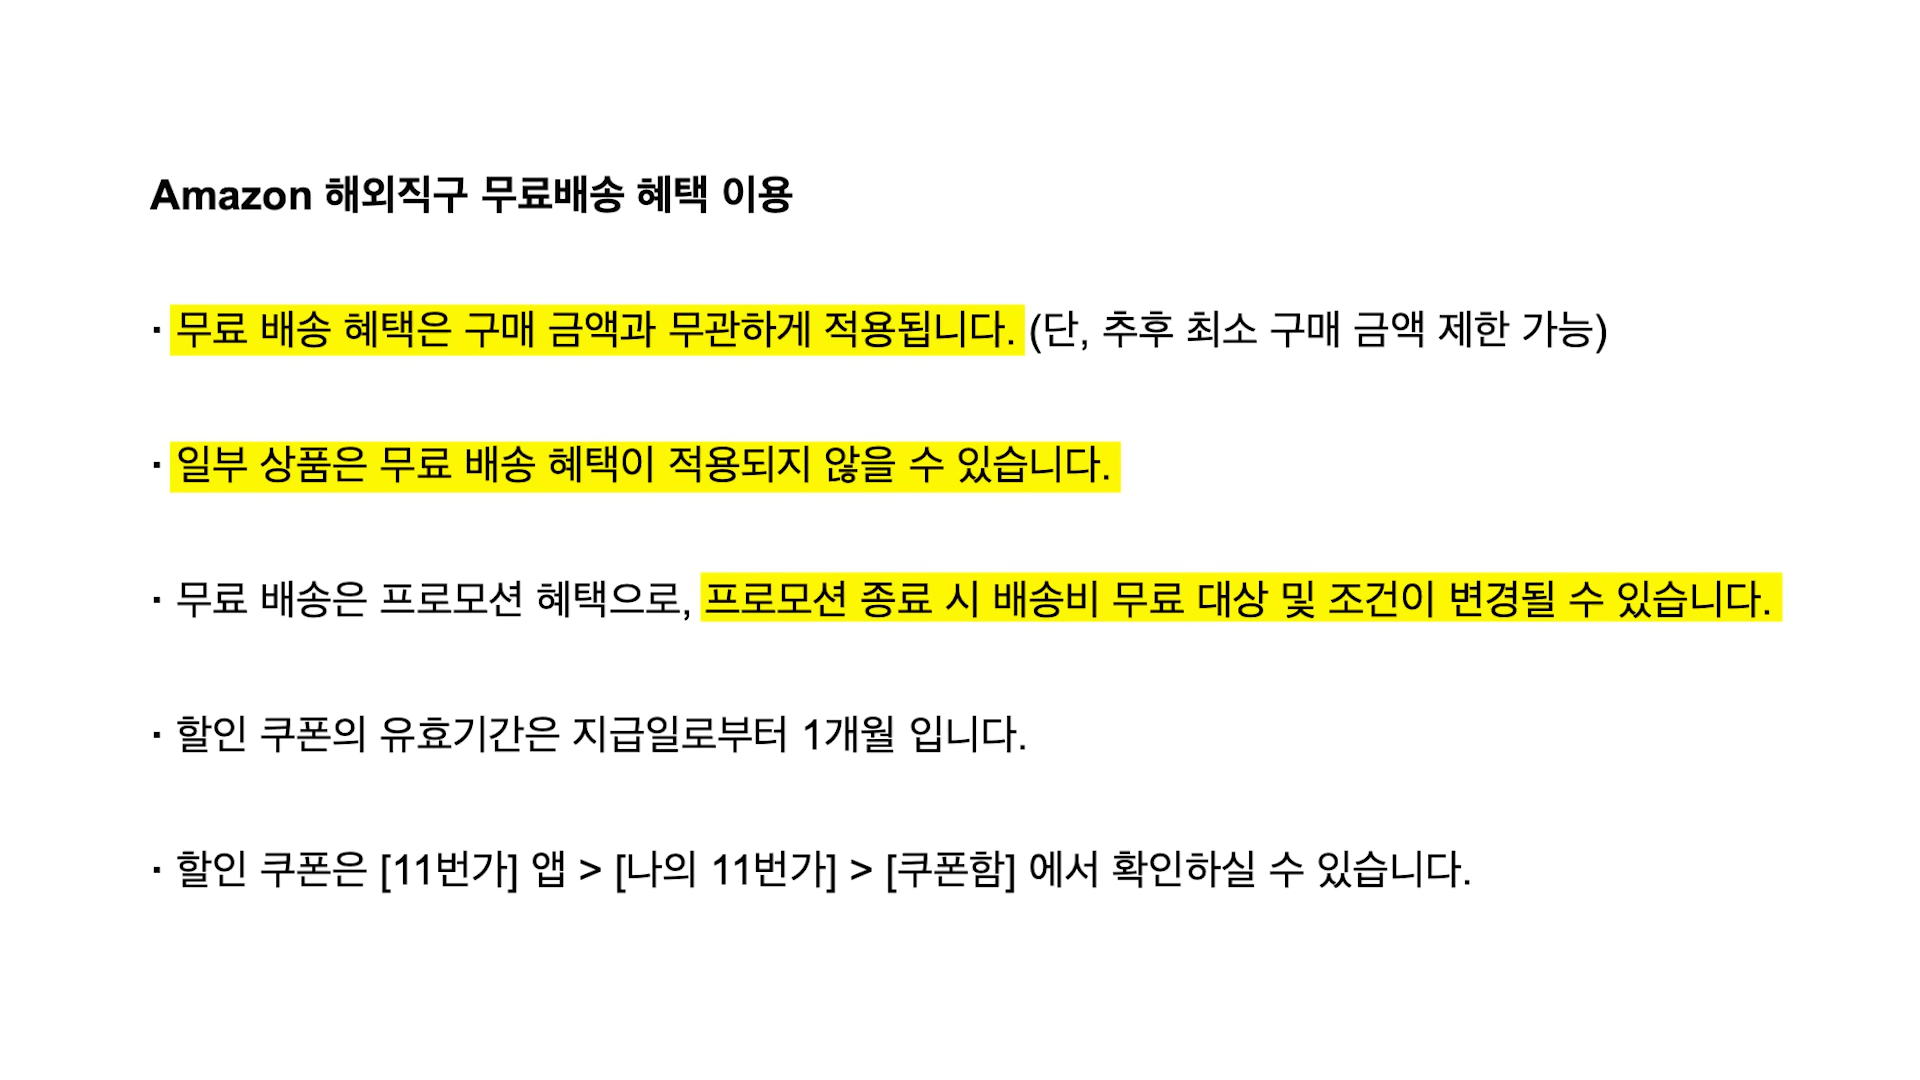 Amazon 해외직구 무료배송 혜택 이용
· 무료 배송 혜택은 구매 금액과 무관하게 적용됩니다. (단, 추후 최소 구매 금액 제한 가능)
· 일부 상품은 무료 배송 혜택이 적용되지 않을 수 있습니다.
· 무료 배송은 프로모션 혜택으로, 프로모션 종료 시 배송비 무료 대상 및 조건이 변경될 수 있습니다.
· 할인 쿠폰의 유효기간은 지급일로부터 1개월 입니다.
· 할인 쿠폰은 [11번가] 앱 > [나의 11번가] > [쿠폰함] 에서 확인하실 수 있습니다.